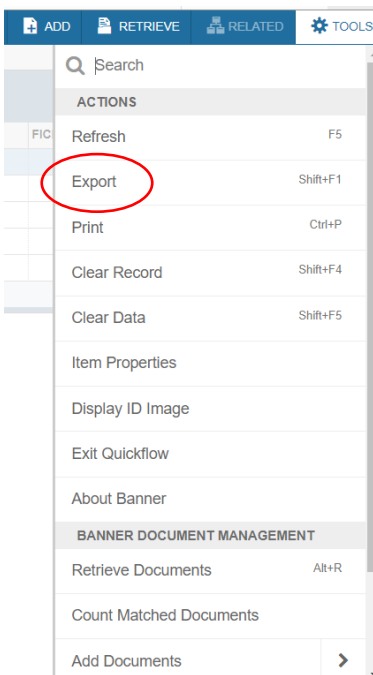 ADD RETRIEVE RELATED TOOLS
Search
ACTIONS
FIC
Refresh F5
Export Shift+F1
Print Ctrl+P
Clear Record Shift+F4
Clear Data Shift+F5
Item Properties
Display ID Image
Exit Quickflow
About Banner
BANNER DOCUMENT MANAGEMENT
Retrieve Documents Alt+R
Count Matched Documents
Add Documents